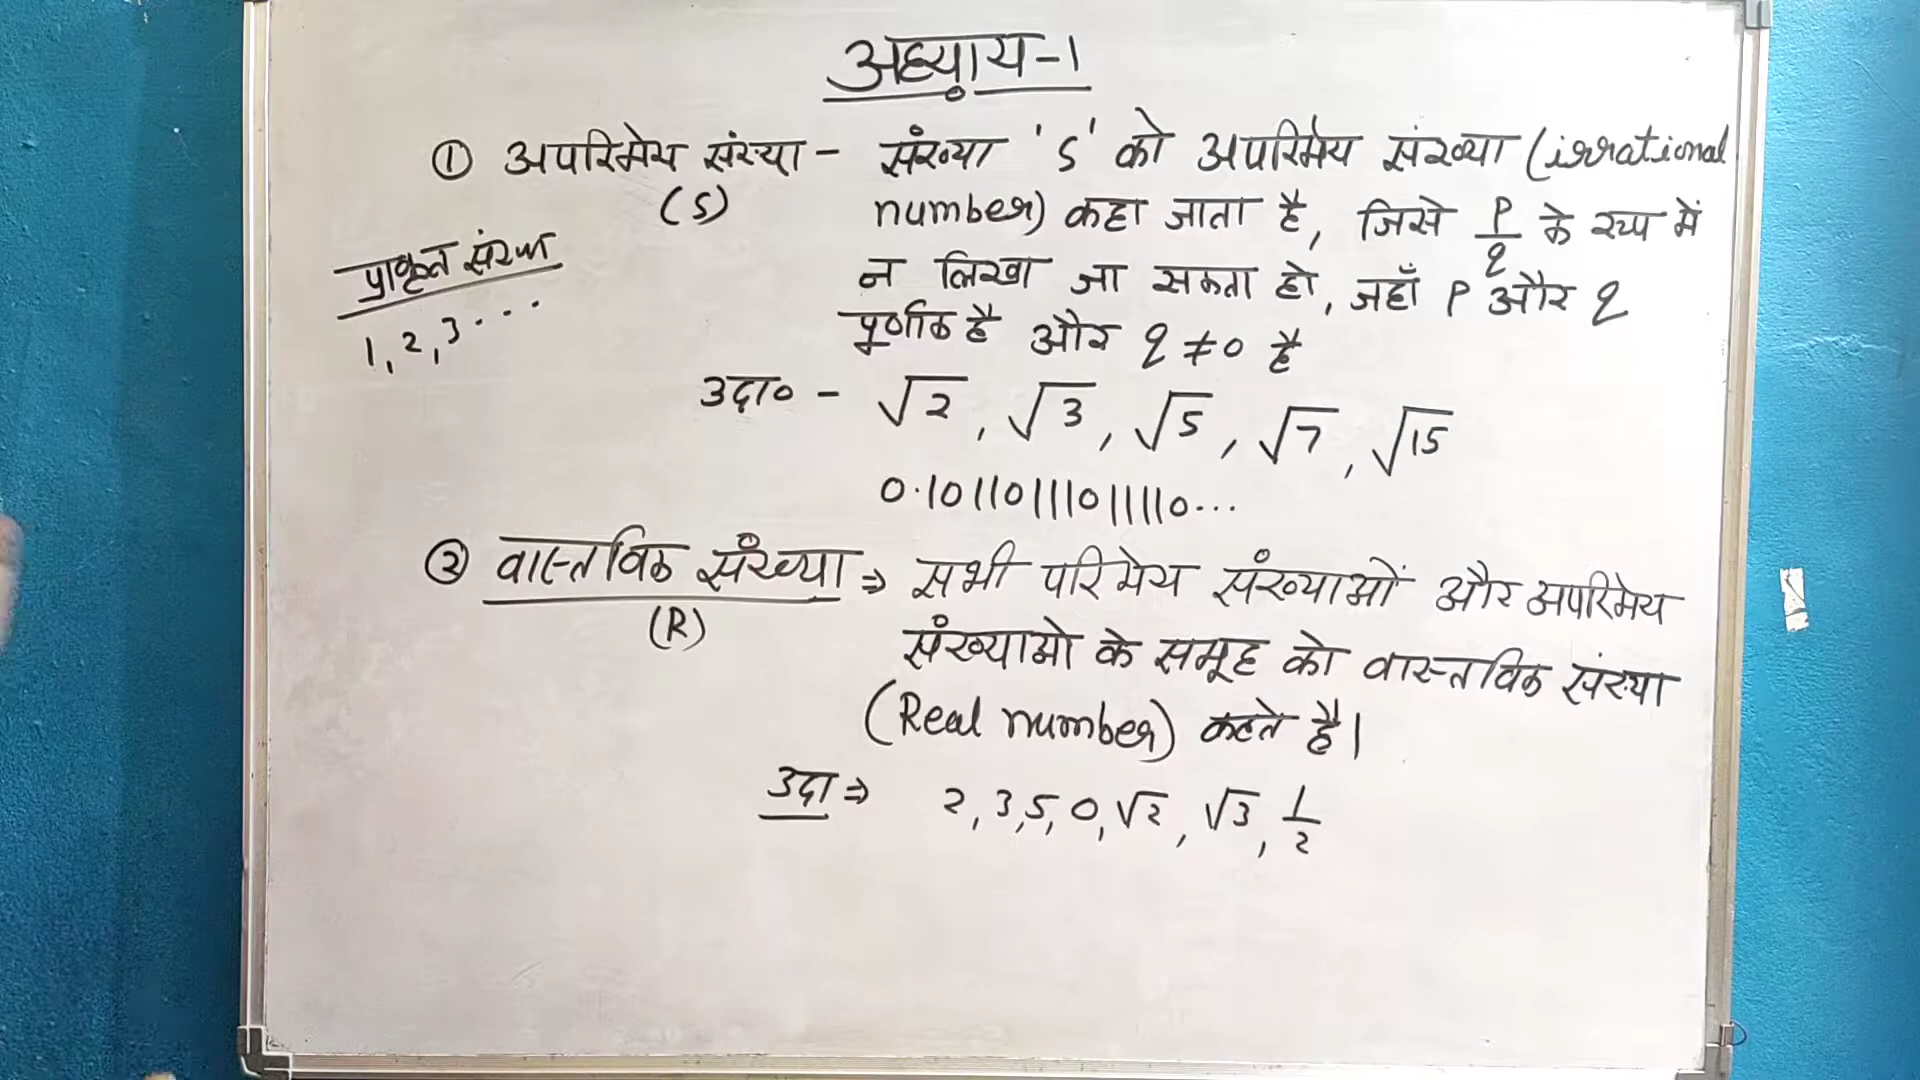 अध्याय-1
① अपरिमेय संख्या - संख्या 'S' को अपरिमेय संख्या (irrational
(S)
number) कहा जाता है, जिसे p/q के रूप में
न लिखा जा सकता हो, जहाँ p और q
पूर्णांक है और q ≠ 0 है
प्राकृत संख्या
1, 2, 3...
उदा० - √2, √3, √5, √7, √15
0.10110111011110...
② वास्तविक संख्या ⇒ सभी परिमेय संख्याओं और अपरिमेय
(R)
संख्याओ के समूह को वास्तविक संख्या
(Real number) कहते है।
उदा ⇒ 2, 3, 5, 0, √2, √3, 1/2